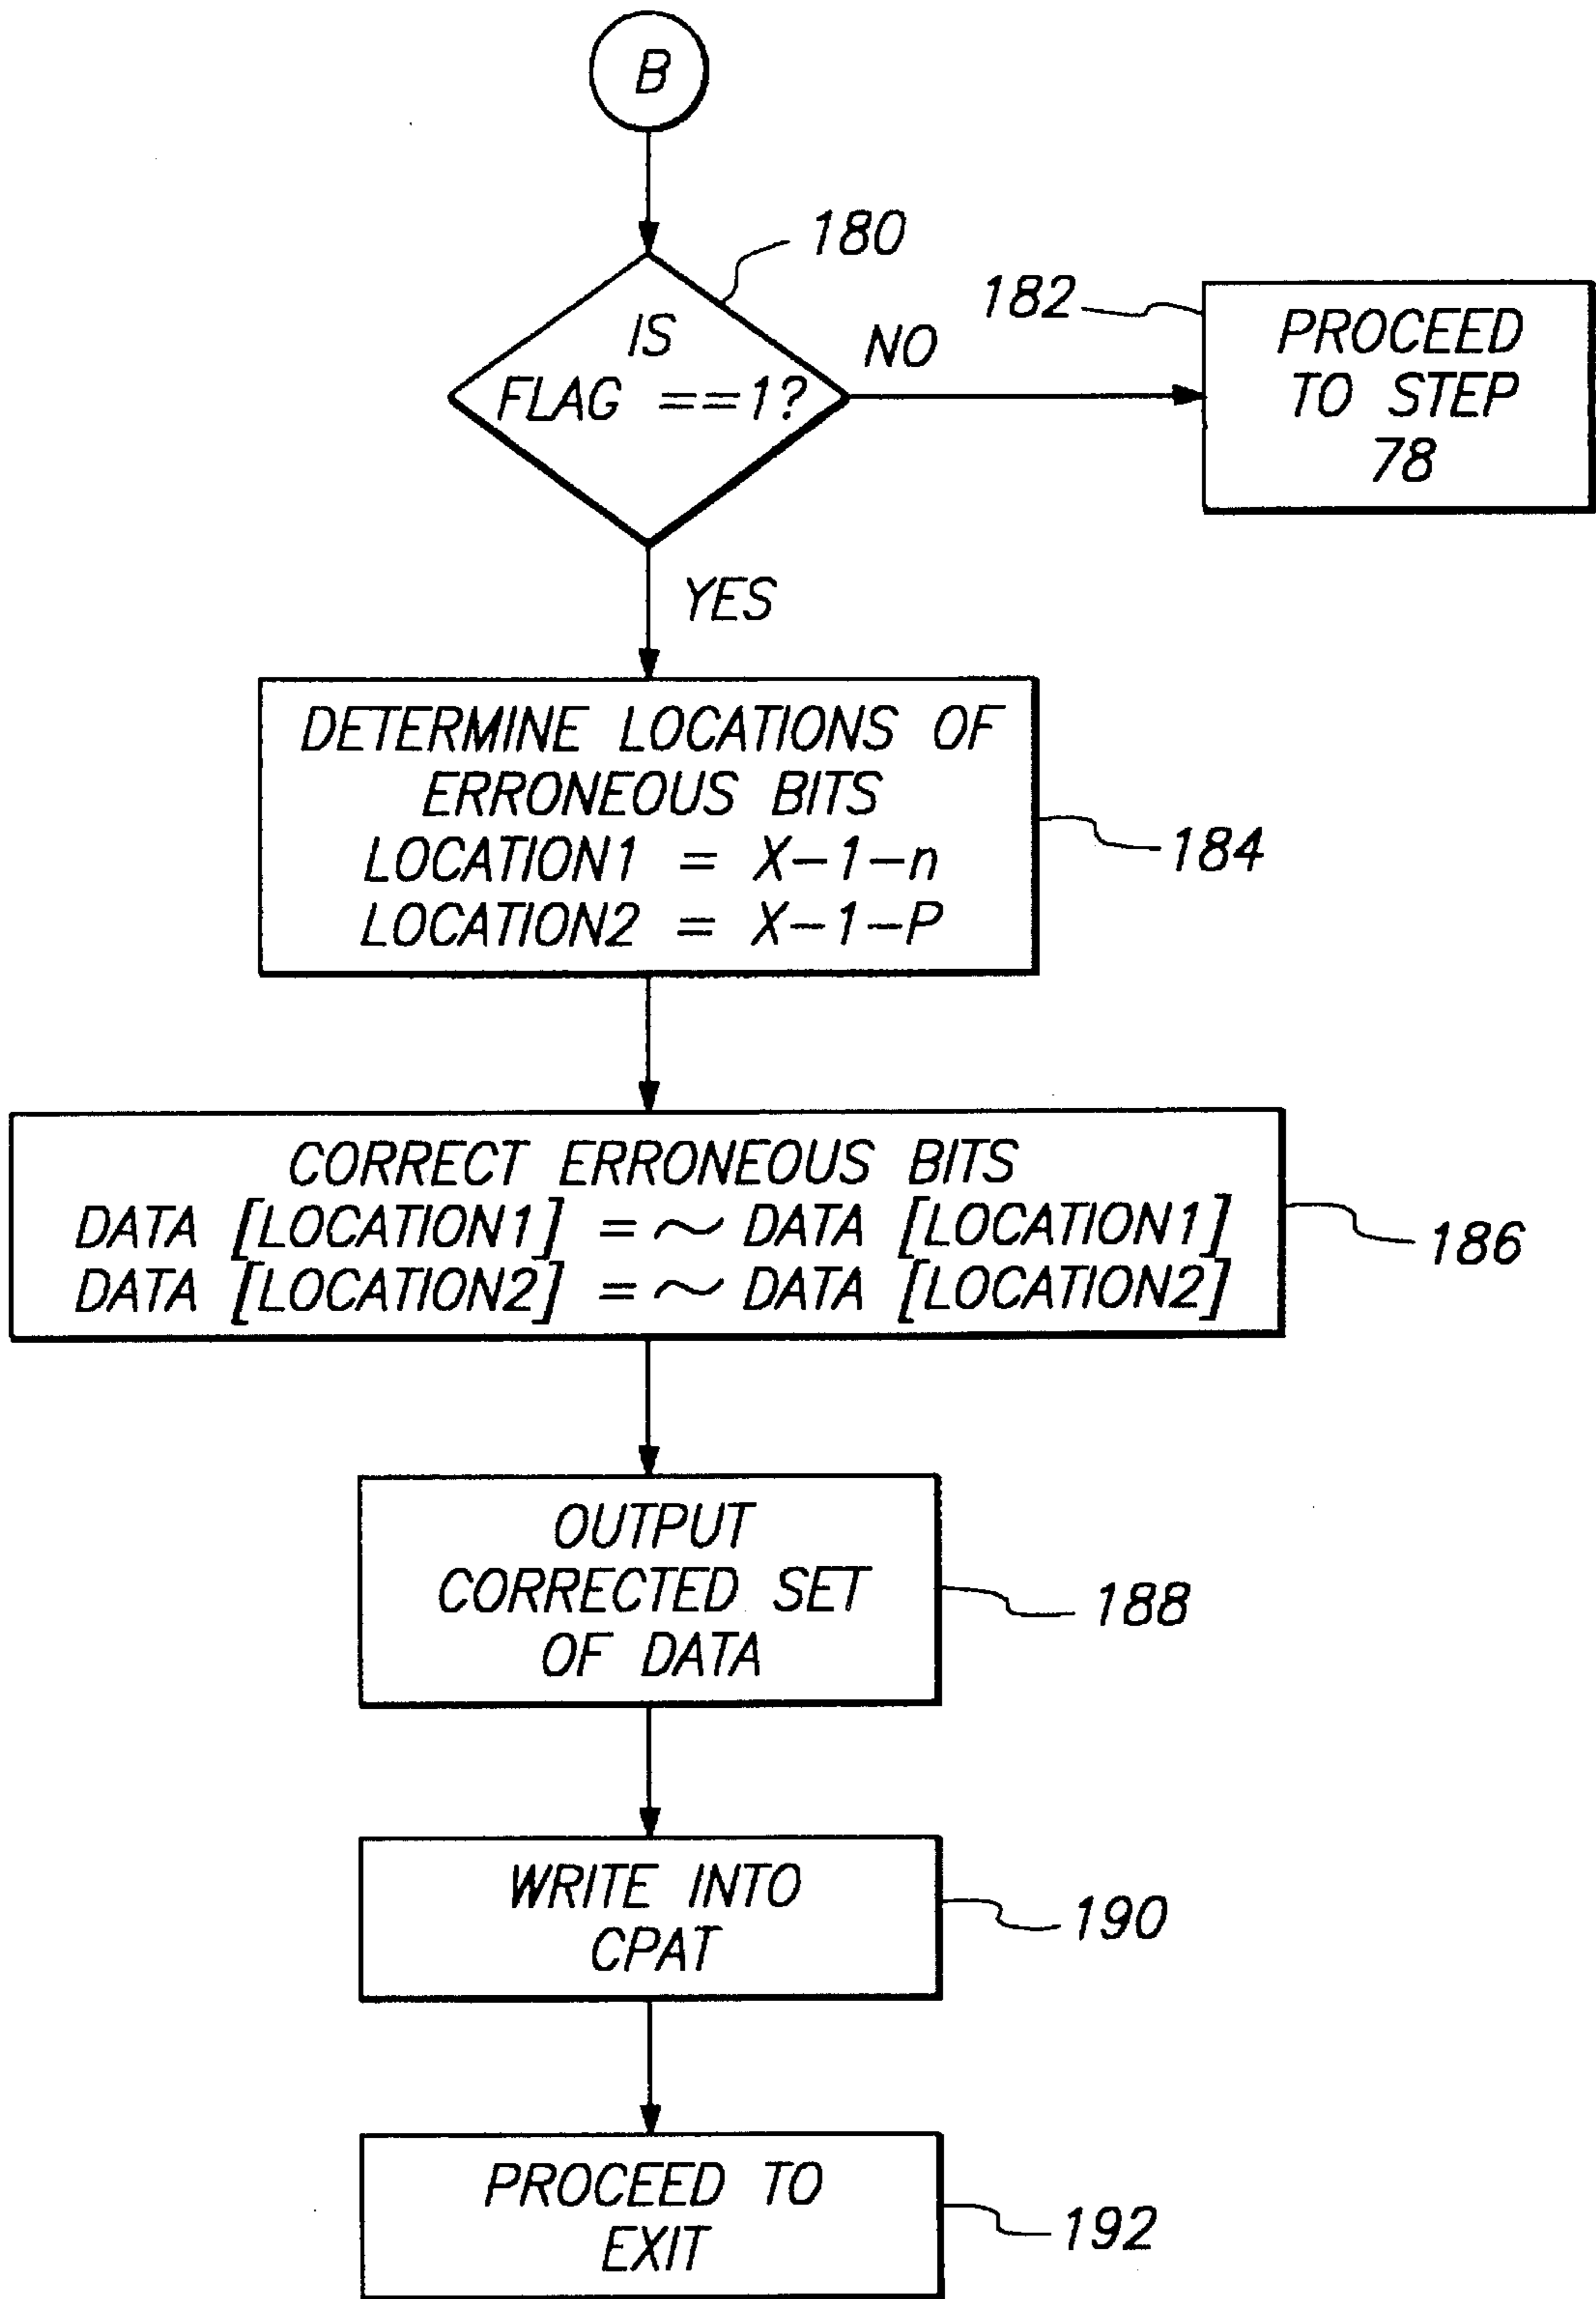 B
180
IS
FLAG ==1?
NO
182
PROCEED
TO STEP
78
YES
DETERMINE LOCATIONS OF
ERRONEOUS BITS
LOCATION1 = X-1-n
LOCATION2 = X-1-P
184
CORRECT ERRONEOUS BITS
DATA [LOCATION1] =~ DATA [LOCATION1]
DATA [LOCATION2] =~ DATA [LOCATION2]
186
OUTPUT
CORRECTED SET
OF DATA
188
WRITE INTO
CPAT
190
PROCEED TO
EXIT
192